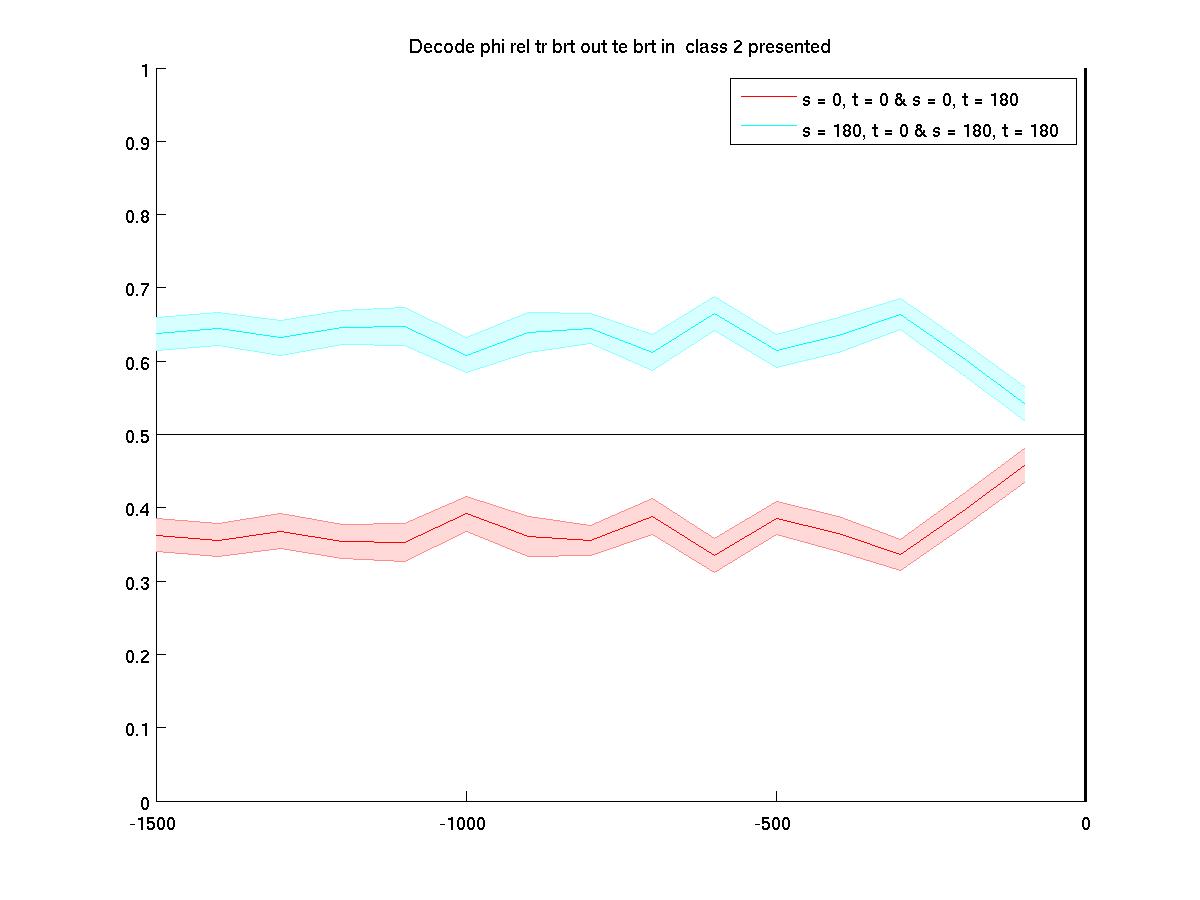 Decode phi rel tr brt out te brt in  class 2 presented
1
s = 0, t = 0 & s = 0, t = 180
s = 180, t = 0 & s = 180, t = 180
0.9
0.8
0.7
0.6
0.5
0.4
0.3
0.2
0.1
0
-1500 -1000 -500 0